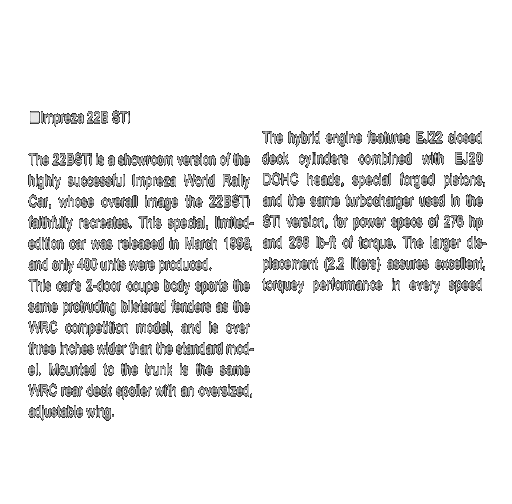 Impreza 22B STi
The 22BSTi is a showroom version of the
highly successful Impreza World Rally
Car, whose overall image the 22BSTi
faithfully recreates. This special, limited-
edition car was released in March 1998,
and only 400 units were produced.
This car's 2-door coupe body sports the
same protruding blistered fenders as the
WRC competition model, and is over
three inches wider than the standard mod-
el. Mounted to the trunk is the same
WRC rear deck spoiler with an oversized,
adjustable wing.
The hybrid engine features EJ22 closed
deck cylinders combined with EJ20
DOHC heads, special forged pistons,
and the same turbocharger used in the
STi version, for power specs of 276 hp
and 268 lb-ft of torque. The larger dis-
placement (2.2 liters) assures excellent,
torquey performance in every speed